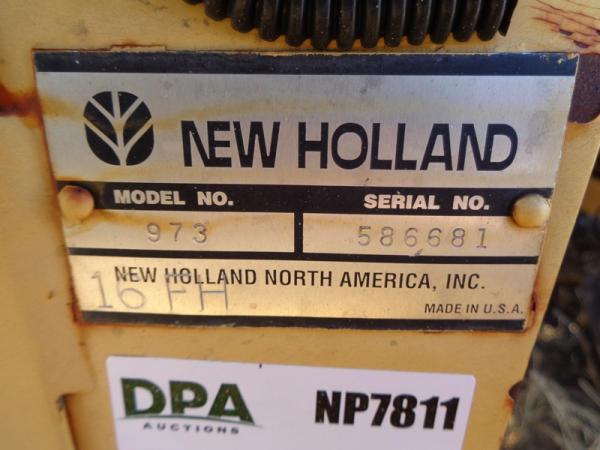 NEW HOLLAND
MODEL NO. SERIAL NO.
973 586681
NEW HOLLAND NORTH AMERICA, INC.
16 FH
MADE IN U.S.A.
DPA NP7811
AUCTIONS